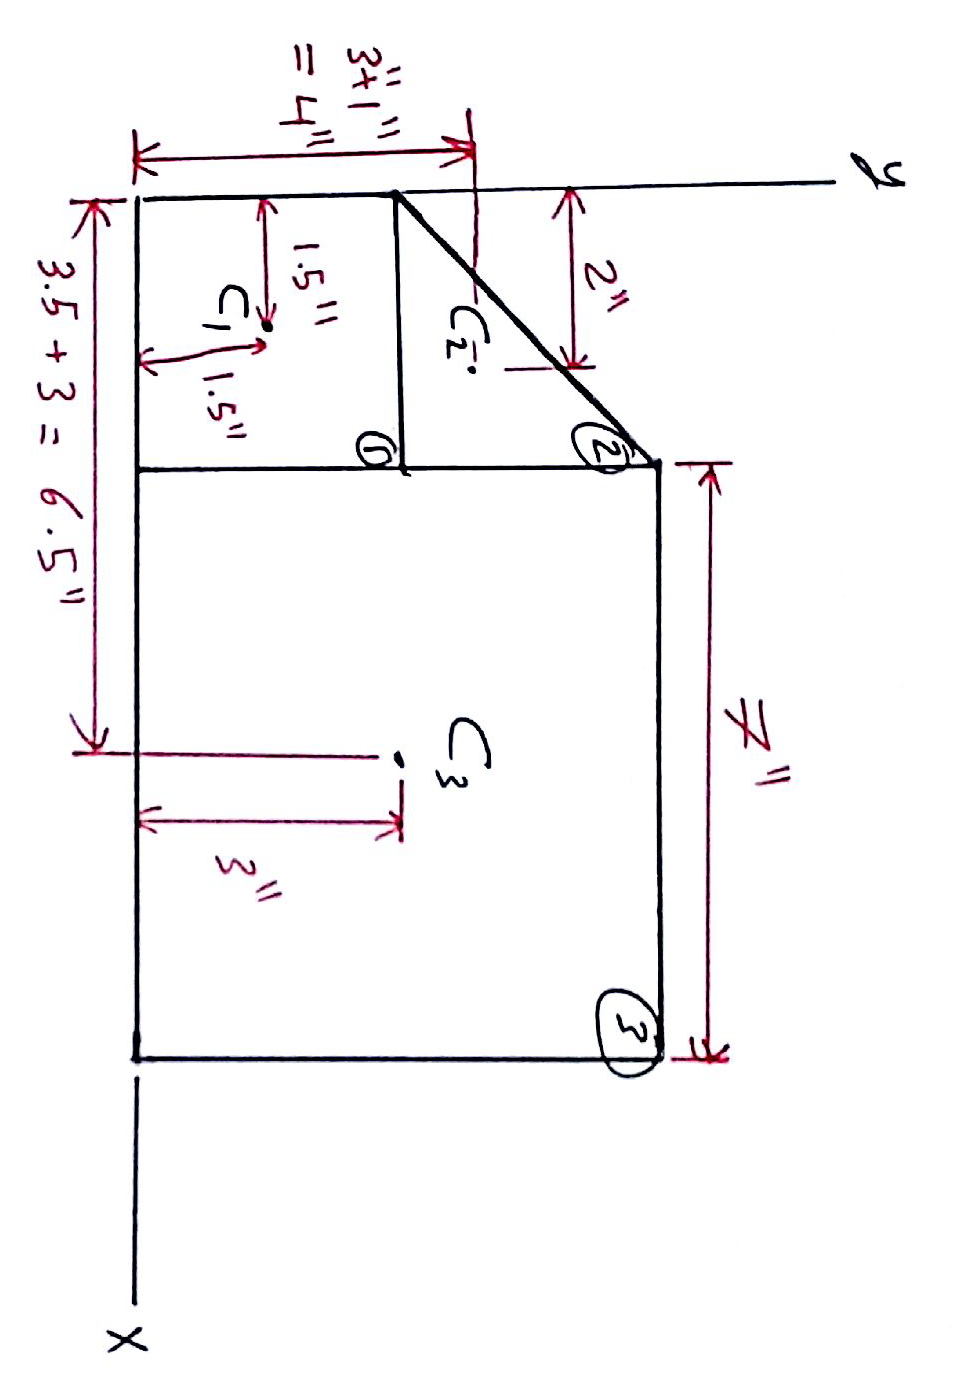 y
3"+1"
= 4"
2"
1.5"
C1
1.5"
C2
①
②
3.5 + 3 = 6.5"
7"
C3
3"
③
x